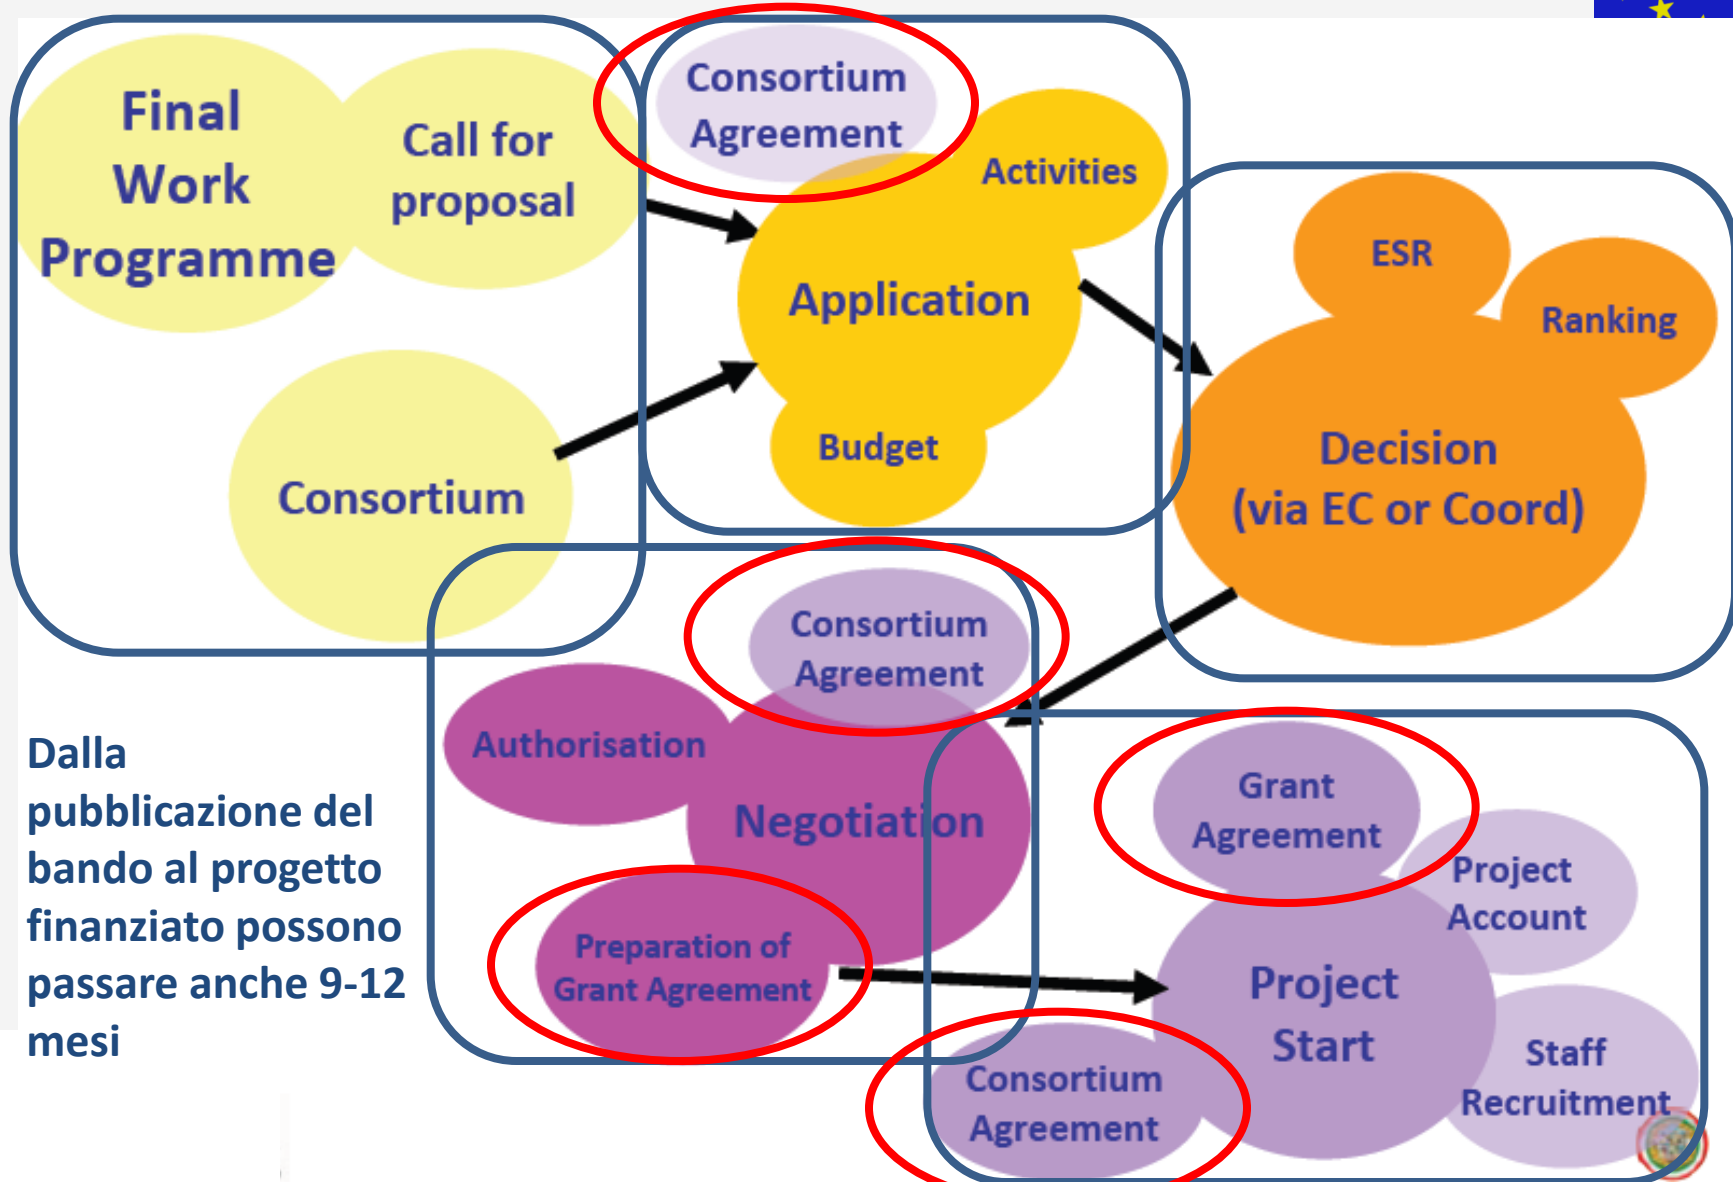 Final
Work
Programme
Call for
proposal
Consortium
Consortium
Agreement
Activities
Application
Budget
ESR
Ranking
Decision
(via EC or Coord)
Consortium
Agreement
Authorisation
Negotiation
Preparation of
Grant Agreement
Dalla
pubblicazione del
bando al progetto
finanziato possono
passare anche 9-12
mesi
Grant
Agreement
Project
Account
Project
Start
Staff
Recruitment
Consortium
Agreement